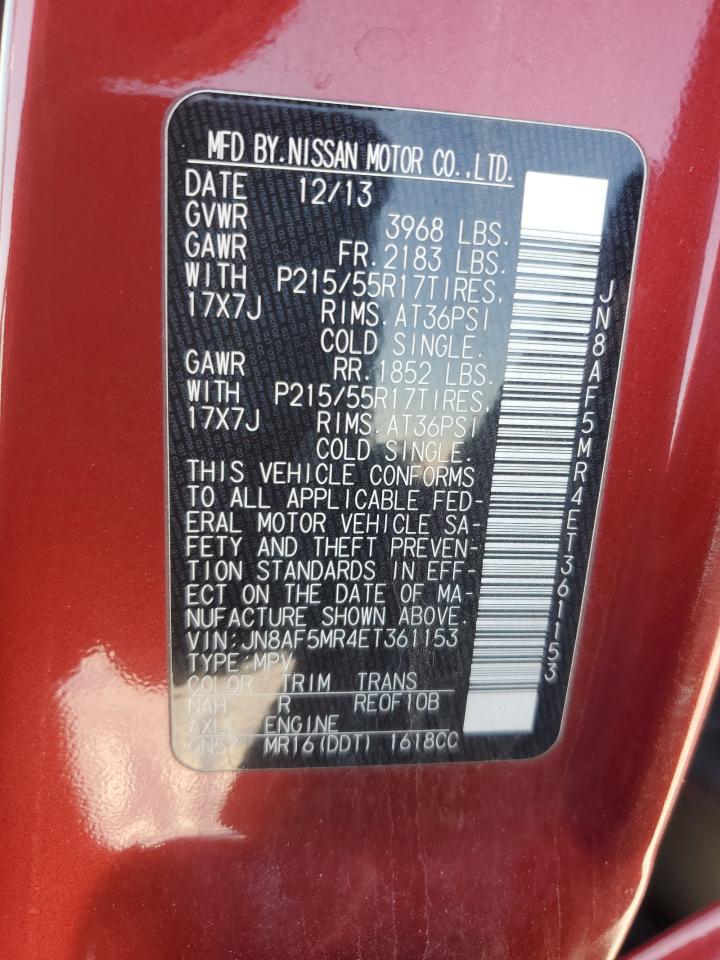 MFD BY.NISSAN MOTOR CO.,LTD.
DATE 12/13
GVWR 3968 LBS.
GAWR FR.2183 LBS.
WITH P215/55R17TIRES,
17X7J RIMS.AT36PSI
COLD SINGLE.
GAWR RR.1852 LBS.
WITH P215/55R17TIRES,
17X7J RIMS.AT36PSI
COLD SINGLE.
THIS VEHICLE CONFORMS
TO ALL APPLICABLE FED-
ERAL MOTOR VEHICLE SA-
FETY AND THEFT PREVEN-
TION STANDARDS IN EFF-
ECT ON THE DATE OF MA-
NUFACTURE SHOWN ABOVE.
VIN:JN8AF5MR4ET361153
TYPE:MPV
COLOR TRIM TRANS
NAH R RE0F10B
AXLE ENGINE
GN57 MR16(DDT) 1618CC
JN8AF5MR4ET361153